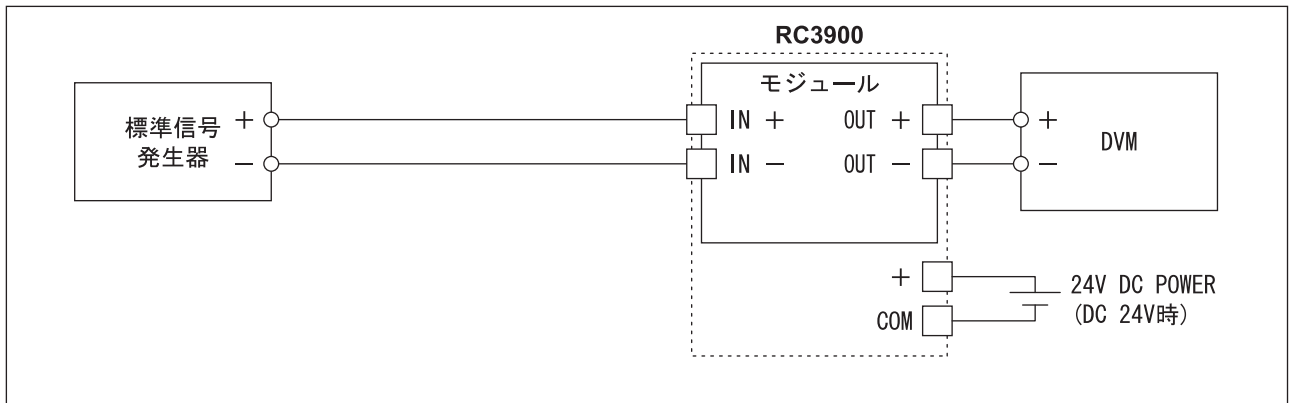 RC3900
モジュール
標準信号
発生器
+
−
IN +
IN −
OUT +
OUT −
+
−
DVM
+
COM
24V DC POWER
(DC 24V時)